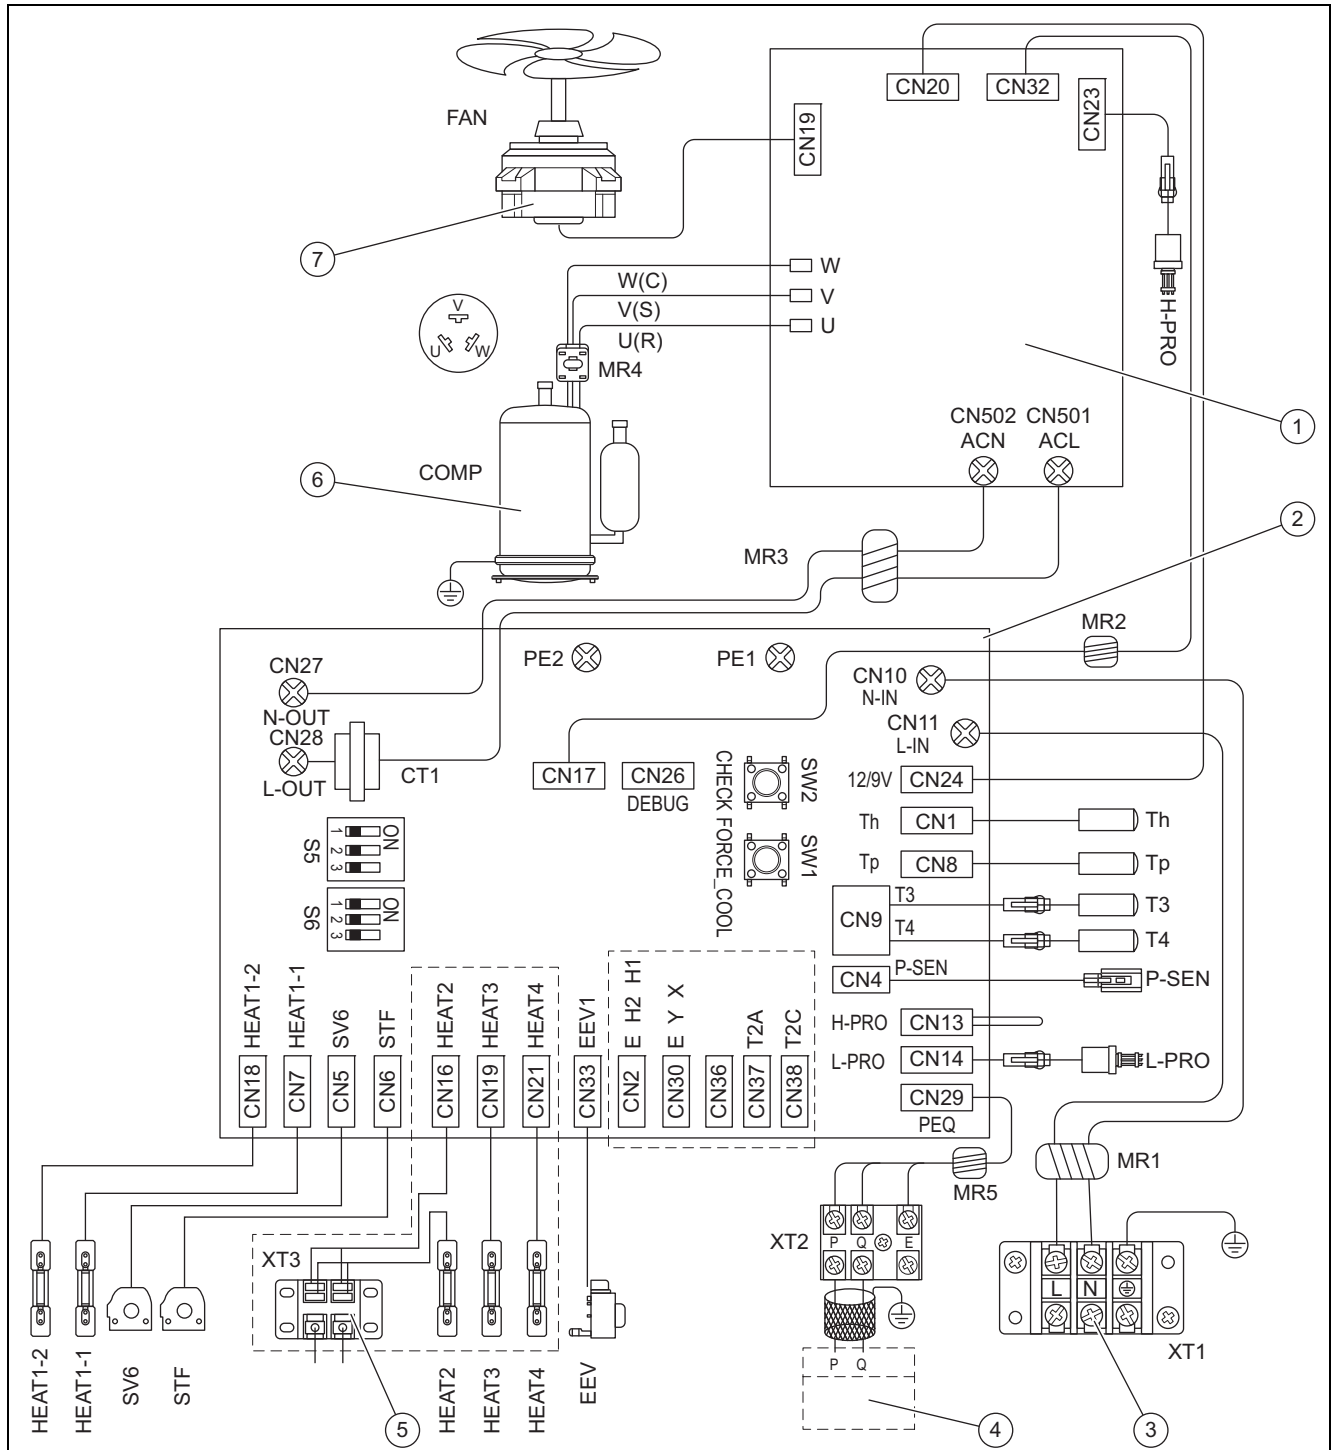 FAN
CN20
CN32
CN23
CN19
7
W
W(C)
V
V(S)
U
U(R)
H-PRO
V
U
W
MR4
1
CN502
CN501
ACN
ACL
COMP
6
2
MR3
MR2
CN27
N-OUT
CN28
L-OUT
CT1
PE2
PE1
CN10
N-IN
CN11
L-IN
CN17
CN26
DEBUG
CHECK FORCE_COOL
SW2
SW1
12/9V
CN24
Th
CN1
Th
Tp
CN8
Tp
S5
1
2
3
ON
S6
1
2
3
ON
CN9
T3
T3
T4
T4
CN4
P-SEN
P-SEN
H-PRO
CN13
L-PRO
CN14
L-PRO
CN29
PEQ
HEAT1-2
HEAT1-1
SV6
STF
HEAT2
HEAT3
HEAT4
EEV1
E H2 H1
E Y X
T2A
T2C
CN18
CN7
CN5
CN6
CN16
CN19
CN21
CN33
CN2
CN30
CN36
CN37
CN38
MR5
MR1
XT2
P
Q
E
XT3
L
N
XT1
P
Q
HEAT1-2
HEAT1-1
SV6
STF
5
HEAT2
HEAT3
HEAT4
EEV
4
3